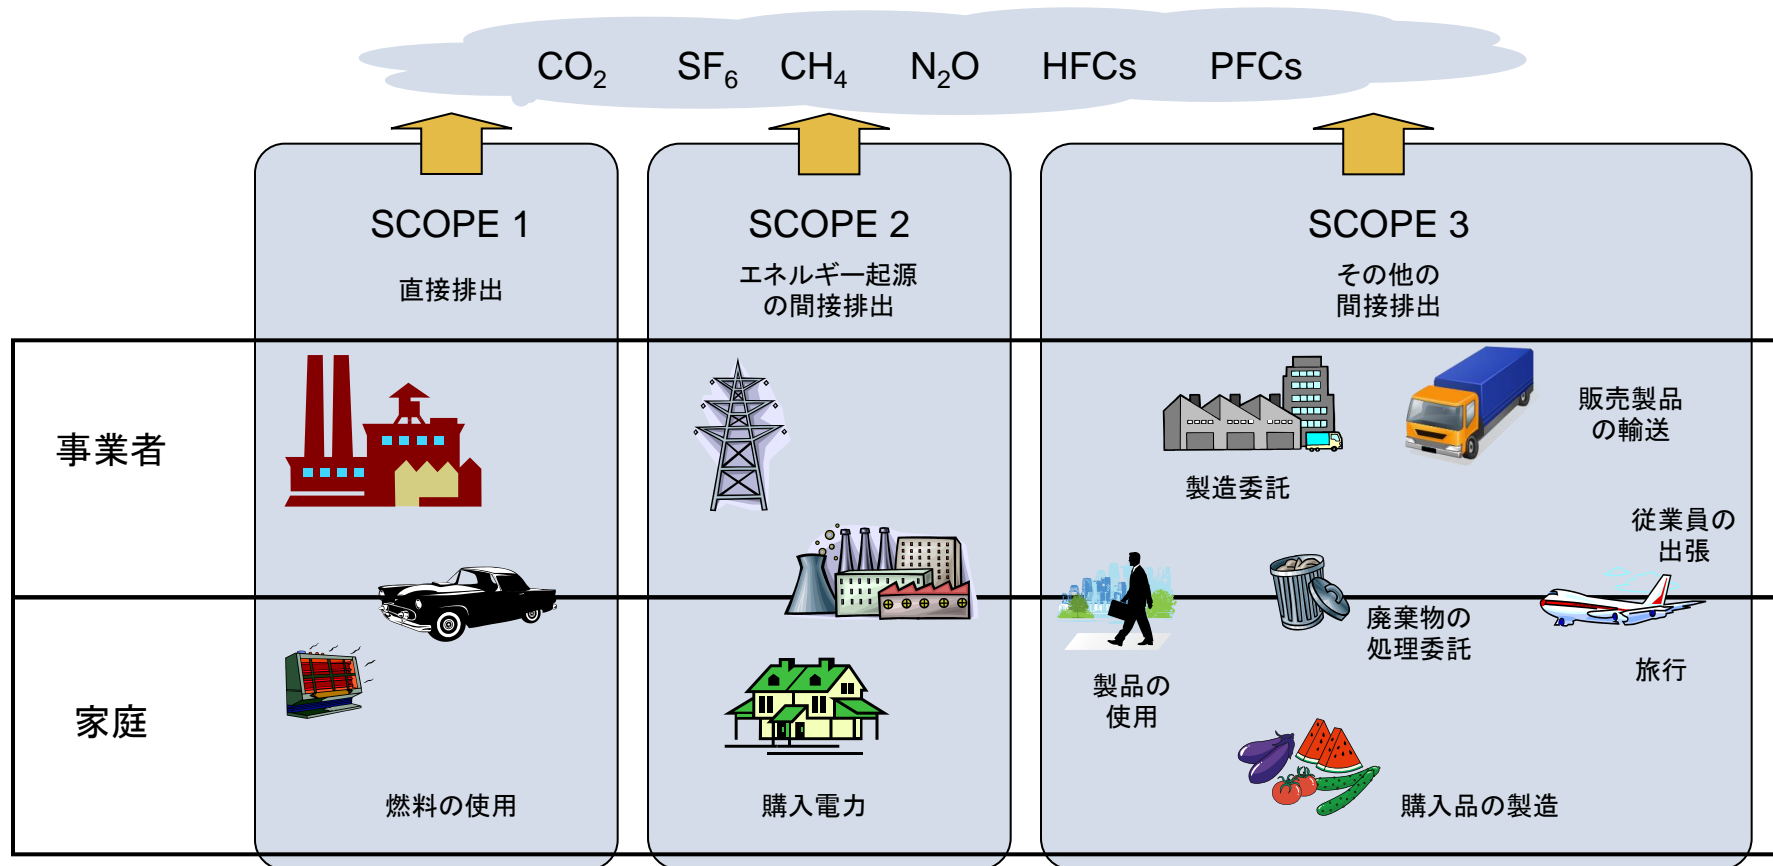 CO₂ SF₆ CH₄ N₂O HFCs PFCs
SCOPE 1
直接排出
SCOPE 2
エネルギー起源
の間接排出
SCOPE 3
その他の
間接排出
事業者
製造委託
販売製品
の輸送
従業員の
出張
廃棄物の
処理委託
旅行
製品の
使用
家庭
燃料の使用
購入電力
購入品の製造